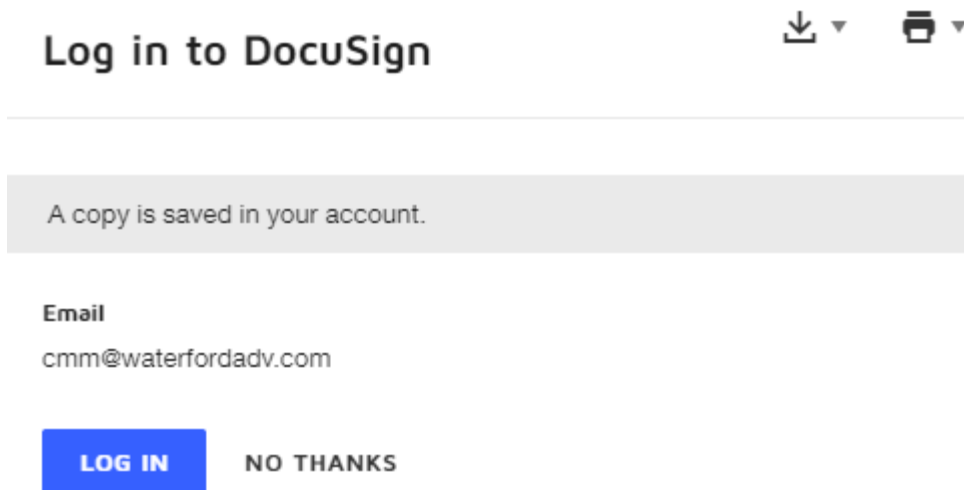 Log in to DocuSign
A copy is saved in your account.
Email
cmm@waterfordadv.com
LOG IN NO THANKS